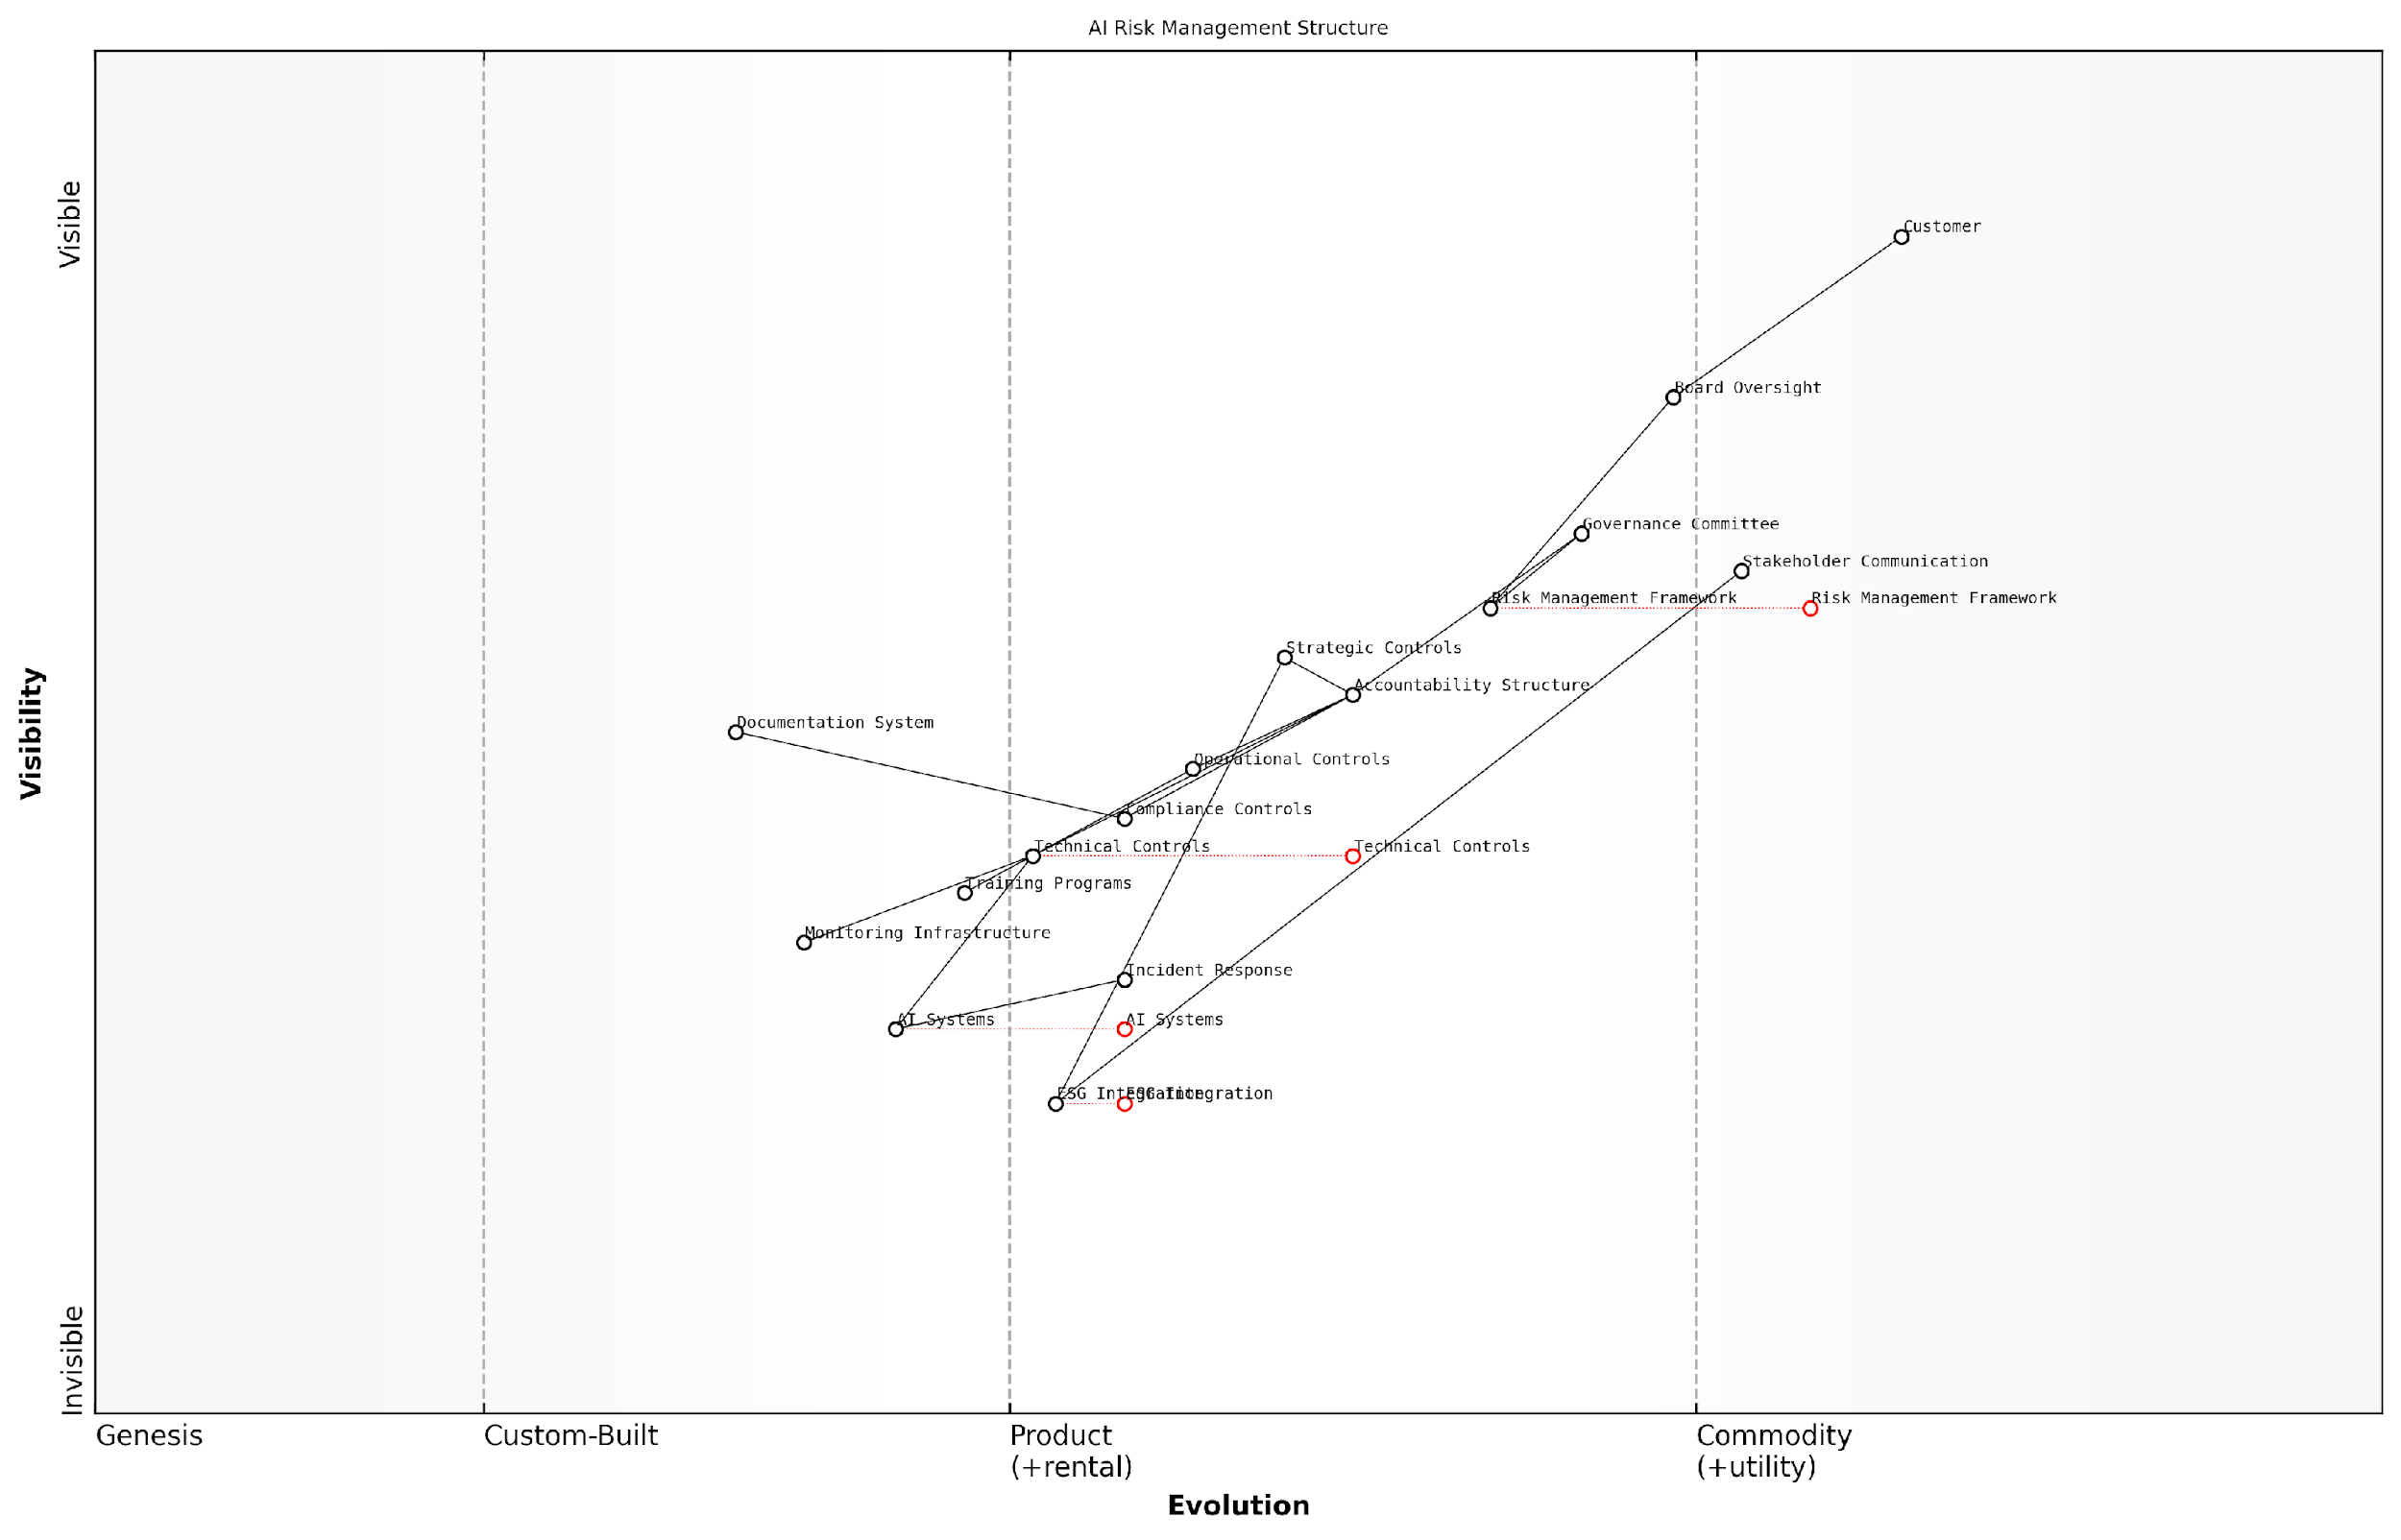 AI Risk Management Structure
Visible
Customer
Board Oversight
Governance Committee
Stakeholder Communication
Risk Management Framework
Risk Management Framework
Strategic Controls
Accountability Structure
Documentation System
Operational Controls
Compliance Controls
Technical Controls
Technical Controls
Training Programs
Monitoring Infrastructure
Incident Response
AI Systems
AI Systems
ESG Integration
ESG Integration
Visibility
Invisible
Genesis
Custom-Built
Product
(+rental)
Commodity
(+utility)
Evolution